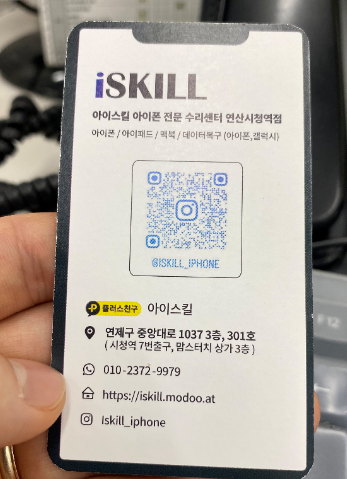 iSKILL
아이스킬 아이폰 전문 수리센터 연산시청역점
아이폰 / 아이패드 / 맥북 / 데이터복구 (아이폰,갤럭시)
@ISKILL_IPHONE
플러스친구 아이스킬
연제구 중앙대로 1037 3층, 301호
( 시청역 7번출구, 맘스터치 상가 3층 )
010-2372-9979
https://iskill.modoo.at
iskill_iphone
F12